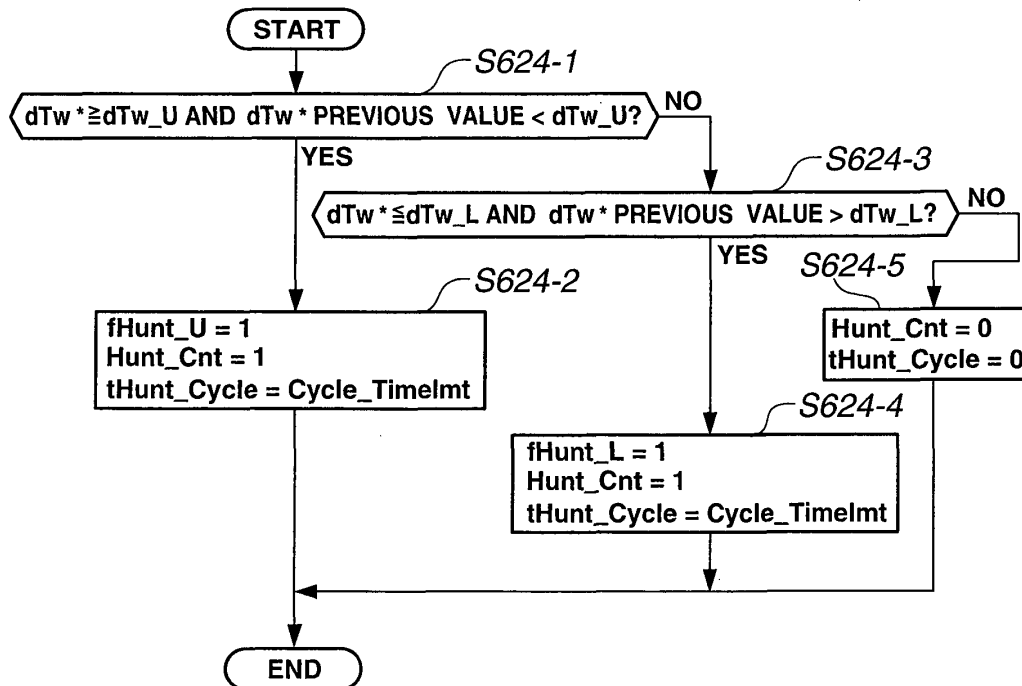 START
S624-1
dTw*≧dTw_U AND dTw* PREVIOUS VALUE < dTw_U?
NO
YES
S624-3
dTw*≦dTw_L AND dTw* PREVIOUS VALUE > dTw_L?
NO
YES
S624-5
S624-2
fHunt_U = 1
Hunt_Cnt = 1
tHunt_Cycle = Cycle_TimeImt
Hunt_Cnt = 0
tHunt_Cycle = 0
S624-4
fHunt_L = 1
Hunt_Cnt = 1
tHunt_Cycle = Cycle_TimeImt
END